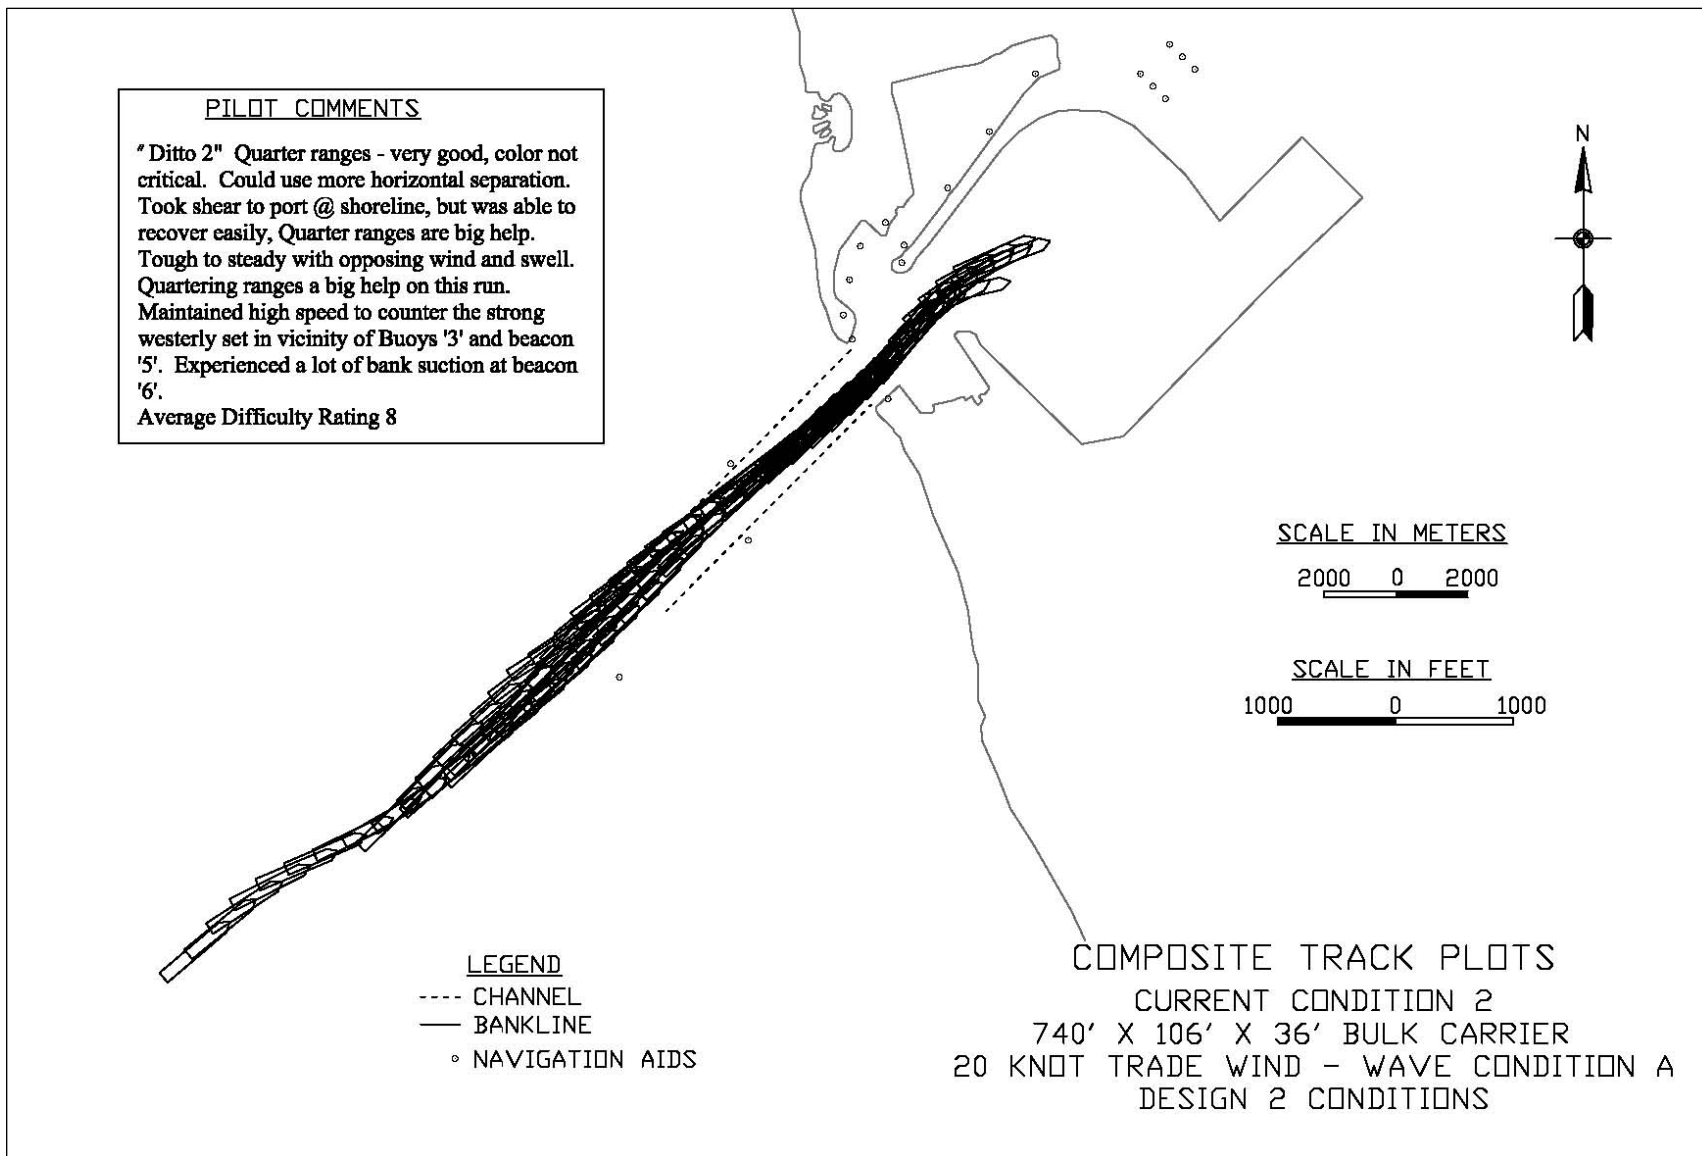 PILOT COMMENTS
"Ditto 2" Quarter ranges - very good, color not
critical. Could use more horizontal separation.
Took shear to port @ shoreline, but was able to
recover easily, Quarter ranges are big help.
Tough to steady with opposing wind and swell.
Quartering ranges a big help on this run.
Maintained high speed to counter the strong
westerly set in vicinity of Buoys '3' and beacon
'5'. Experienced a lot of bank suction at beacon
'6'.
Average Difficulty Rating 8
N
SCALE IN METERS
2000 0 2000
SCALE IN FEET
1000 0 1000
LEGEND
CHANNEL
BANKLINE
NAVIGATION AIDS
COMPOSITE TRACK PLOTS
CURRENT CONDITION 2
740' X 106' X 36' BULK CARRIER
20 KNOT TRADE WIND - WAVE CONDITION A
DESIGN 2 CONDITIONS